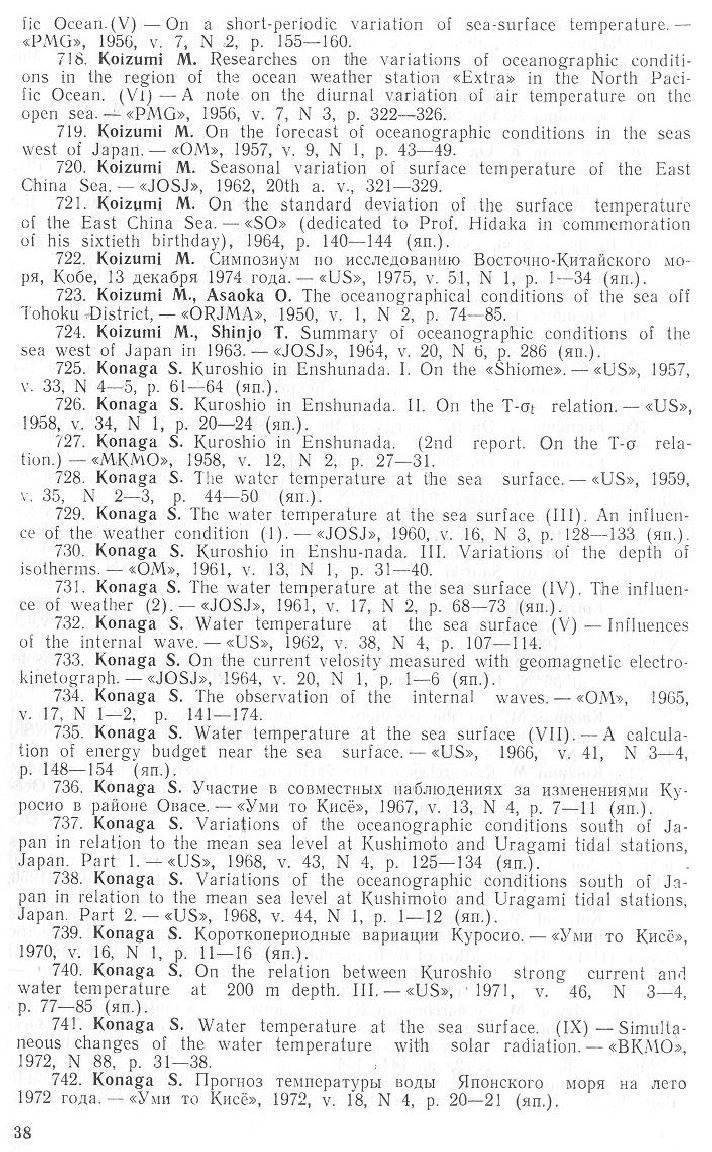 fic Ocean. (V) — On a short-periodic variation of sea-surface temperature. —
«PMG», 1956, v. 7, N 2, p. 155—160.
718. Koizumi M. Researches on the variations of oceanographic conditi-
ons in the region of the ocean weather station «Extra» in the North Paci-
fic Ocean. (VI) — A note on the diurnal variation of air temperature on the
open sea. — «PMG», 1956, v. 7, N 3, p. 322—326.
719. Koizumi M. On the forecast of oceanographic conditions in the seas
west of Japan. — «OM», 1957, v. 9, N 1, p. 43—49.
720. Koizumi M. Seasonal variation of surface temperature of the East
China Sea. — «JOSJ», 1962, 20th a. v., 321—329.
721. Koizumi M. On the standard deviation of the surface temperature
of the East China Sea. — «SO» (dedicated to Prof. Hidaka in commemoration
of his sixtieth birthday), 1964, p. 140—144 (яп.).
722. Koizumi M. Симпозиум по исследованию Восточно-Китайского мо-
ря, Кобе, 13 декабря 1974 года. — «US», 1975, v. 51, N 1, p. 1—34 (яп.).
723. Koizumi M., Asaoka O. The oceanographical conditions of the sea off
Tohoku District, — «ORJMA», 1950, v. 1, N 2, p. 74—85.
724. Koizumi M., Shinjo T. Summary of oceanographic conditions of the
sea west of Japan in 1963. — «JOSJ», 1964, v. 20, N 6, p. 286 (яп.).
725. Konaga S. Kuroshio in Enshunada. I. On the «Shiome». — «US», 1957,
v. 33, N 4—5, p. 61—64 (яп.).
726. Konaga S. Kuroshio in Enshunada. II. On the T-σt relation. — «US»,
1958, v. 34, N 1, p. 20—24 (яп.).
727. Konaga S. Kuroshio in Enshunada. (2nd report. On the T-σ rela-
tion.) — «MKMO», 1958, v. 12, N 2, p. 27—31.
728. Konaga S. The water temperature at the sea surface. — «US», 1959,
v. 35, N 2—3, p. 44—50 (яп.).
729. Konaga S. The water temperature at the sea surface (III). An influen-
ce of the weather condition (1). — «JOSJ», 1960, v. 16, N 3, p. 128—133 (яп.).
730. Konaga S. Kuroshio in Enshu-nada. III. Variations of the depth of
isotherms. — «OM», 1961, v. 13, N 1, p. 31—40.
731. Konaga S. The water temperature at the sea surface (IV). The influen-
ce of weather (2). — «JOSJ», 1961, v. 17, N 2, p. 68—73 (яп.).
732. Konaga S. Water temperature at the sea surface (V) — Influences
of the internal wave. — «US», 1962, v. 38, N 4, p. 107—114.
733. Konaga S. On the current velosity measured with geomagnetic electro-
kinetograph. — «JOSJ», 1964, v. 20, N 1, p. 1—6 (яп.).
734. Konaga S. The observation of the internal waves. — «OM», 1965,
v. 17, N 1—2, p. 141—174.
735. Konaga S. Water temperature at the sea surface (VII). — A calcula-
tion of energy budget near the sea surface. — «US», 1966, v. 41, N 3—4,
p. 148—154 (яп.).
736. Konaga S. Участие в совместных наблюдениях за изменениями Ку-
росио в районе Овасе. — «Уми то Кисё», 1967, v. 13, N 4, p. 7—11 (яп.).
737. Konaga S. Variations of the oceanographic conditions south of Ja-
pan in relation to the mean sea level at Kushimoto and Uragami tidal stations,
Japan. Part 1. — «US», 1968, v. 43, N 4, p. 125—134 (яп.).
738. Konaga S. Variations of the oceanographic conditions south of Ja-
pan in relation to the mean sea level at Kushimoto and Uragami tidal stations,
Japan. Part 2. — «US», 1968, v. 44, N 1, p. 1—12 (яп.).
739. Konaga S. Короткопериодные вариации Куросио. — «Уми то Кисё»,
1970, v. 16, N 1, p. 11—16 (яп.).
740. Konaga S. On the relation between Kuroshio strong current and
water temperature at 200 m depth. III. — «US», 1971, v. 46, N 3—4,
p. 77—85 (яп.).
741. Konaga S. Water temperature at the sea surface. (IX) — Simulta-
neous changes of the water temperature with solar radiation. — «BKMO»,
1972, N 88, p. 31—38.
742. Konaga S. Прогноз температуры воды Японского моря на лето
1972 года. — «Уми то Кисё», 1972, v. 18, N 4, p. 20—21 (яп.).
38